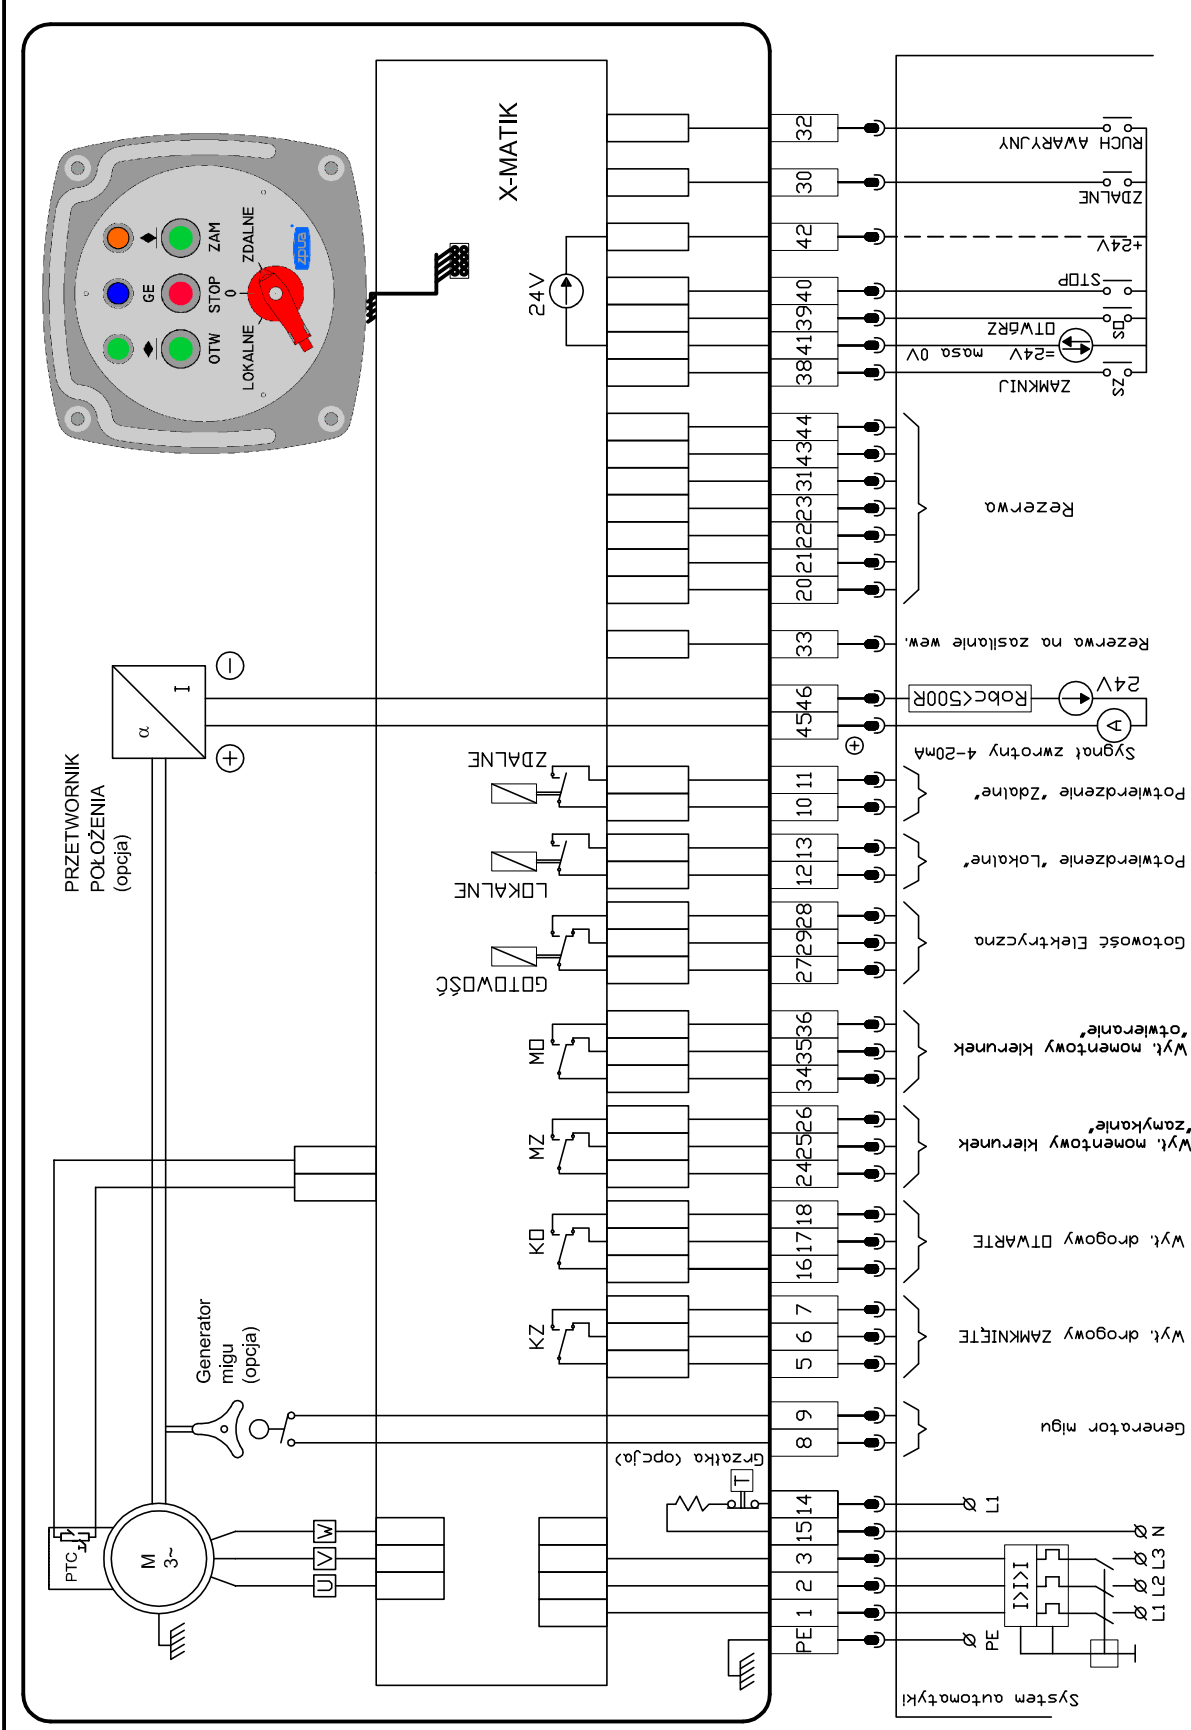 OTW
STOP
ZAM
GE
LOKALNE
0
ZDALNE
zpua
X-MATIK
24V
32
30
42
40
39
41
38
44
43
31
23
22
21
20
33
46
45
11
10
13
12
28
29
27
36
35
34
26
25
24
18
17
16
7
6
5
9
8
14
15
3
2
1
PE
RUCH AWARYJNY
ZDALNE
+24V
STOP
OTWÓRZ
SO
=24V masa 0V
ZAMKNIJ
SZ
Rezerwa
Rezerwa na zasilanie wew.
Robc<500R
24V
A
Sygnał zwrotny 4-20mA
Potwierdzenie "Zdalne"
Potwierdzenie "Lokalne"
Gotowość Elektryczna
Wył. momentowy kierunek
"otwieranie"
Wył. momentowy kierunek
"zamykanie"
Wył. drogowy OTWARTE
Wył. drogowy ZAMKNIĘTE
Generator migu
L1
N
L3
L2
L1
PE
I>I>I>
System automatyki
PRZETWORNIK
POŁOŻENIA
(opcja)
α
I
+
−
ZDALNE
LOKALNE
GOTOWOŚĆ
MO
MZ
KO
KZ
Generator
migu
(opcja)
Grzałka (opcja)
T
PTC
M
3~
U
V
W